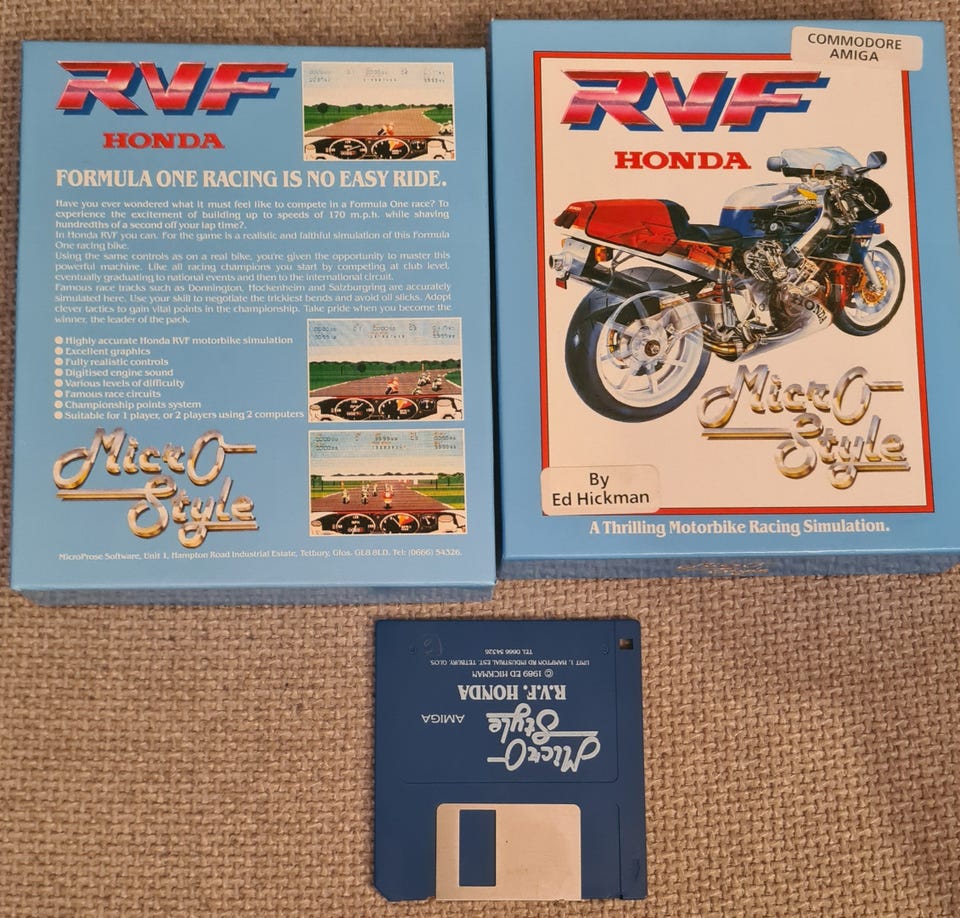 RVF
HONDA
FORMULA ONE RACING IS NO EASY RIDE.
Have you ever wondered what it must feel like to compete in a Formula One race? To
experience the excitement of building up to speeds of 170 m.p.h. while shaving
hundredths of a second off your lap time?.
In Honda RVF you can. For the game is a realistic and faithful simulation of this Formula
One racing bike.
Using the same controls as on a real bike, you're given the opportunity to master this
powerful machine. Like all racing champions you start by competing at club level,
eventually graduating to national events and then to the international circuit.
Famous race tracks such as Donnington, Hockenheim and Salzburgring are accurately
simulated here. Use your skill to negotiate the trickiest bends and avoid oil slicks. Adopt
clever tactics to gain vital points in the championship. Take pride when you become the
winner, the leader of the pack.
Highly accurate Honda RVF motorbike simulation
Excellent graphics
Fully realistic controls
Digitised engine sound
Various levels of difficulty
Famous race circuits
Championship points system
Suitable for 1 player, or 2 players using 2 computers
Micro
Style
MicroProse Software, Unit 1, Hampton Road Industrial Estate, Tetbury, Glos. GL8 8LD. Tel: (0666) 54326.
COMMODORE
AMIGA
RVF
HONDA
HONDA
HONDA
Micro
Style
By
Ed Hickman
A Thrilling Motorbike Racing Simulation.
Micro
Style
AMIGA
R.V.F. HONDA
© 1989 ED HICKMAN
UNIT 1, HAMPTON RD INDUSTRIAL EST. TETBURY, GLOS.
TEL 0666 54326